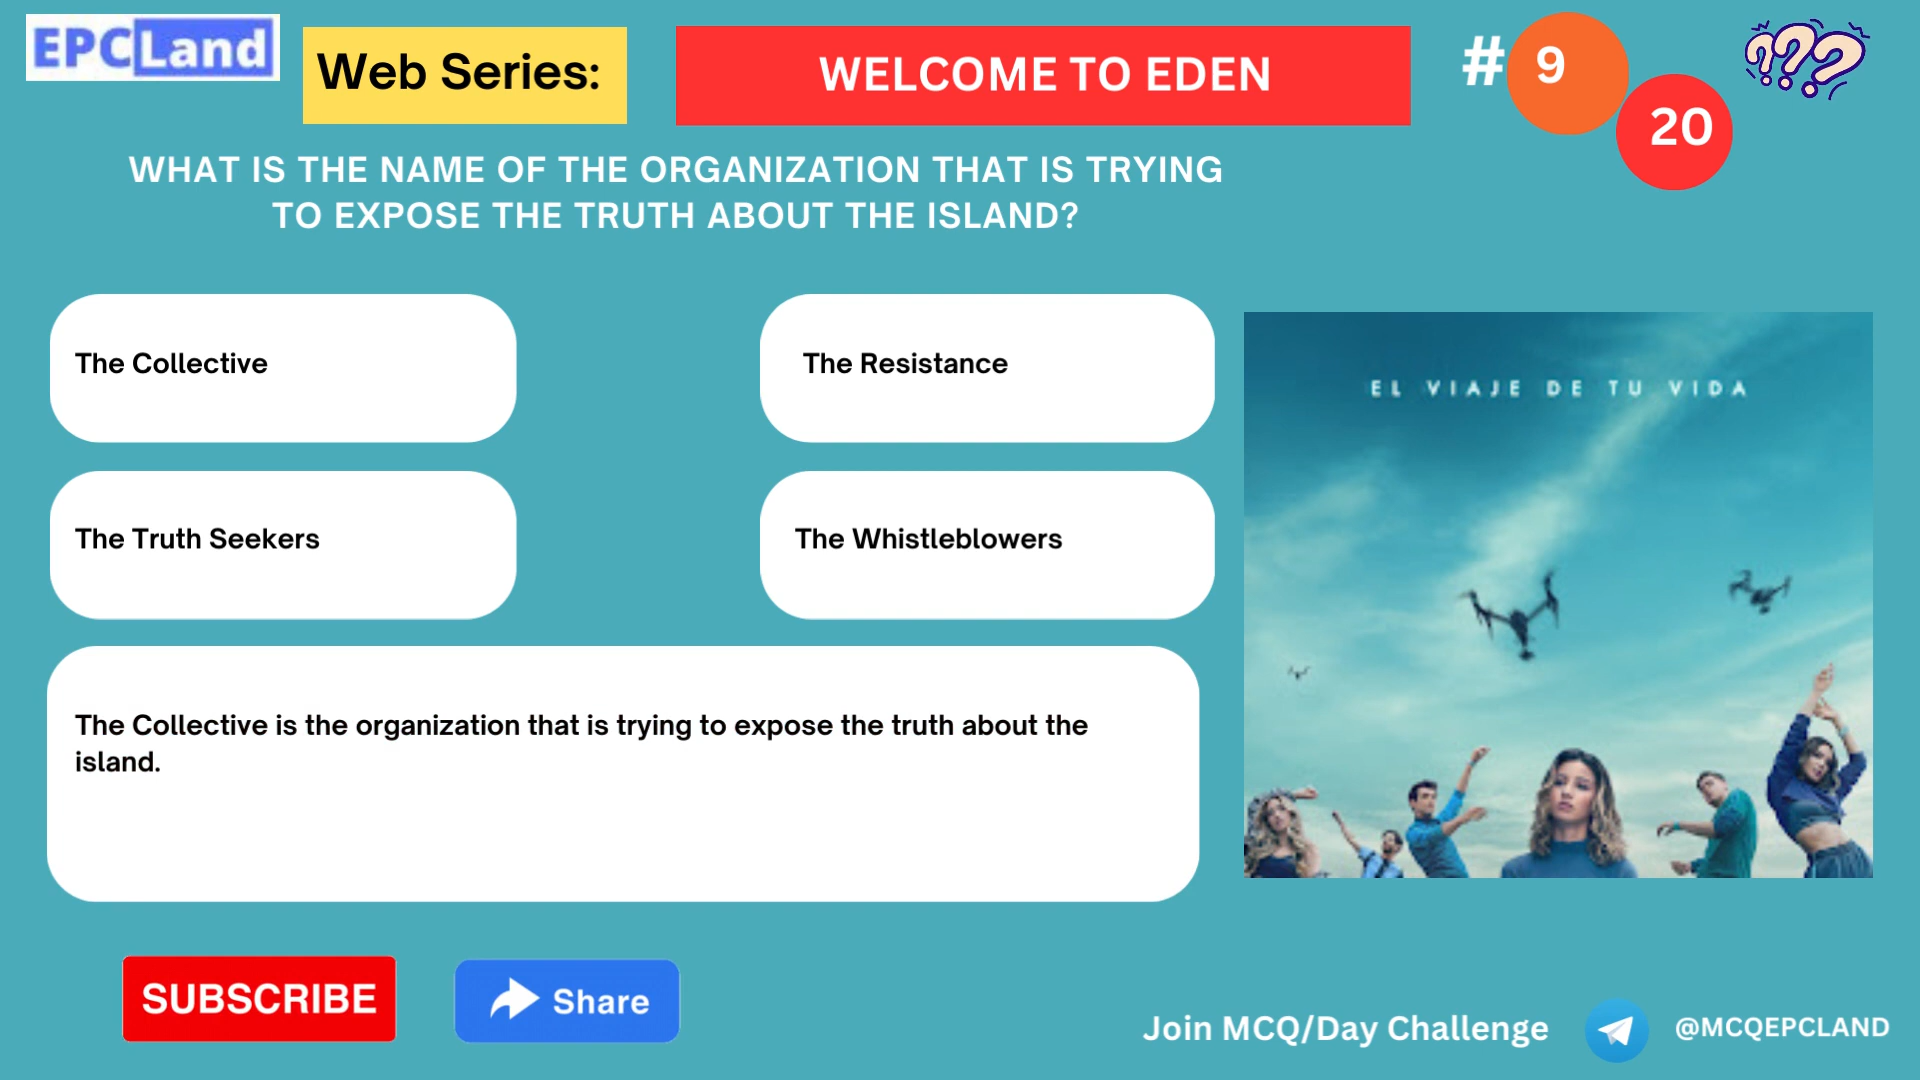 EPCLand
Web Series:
WELCOME TO EDEN
# 9
20
???
WHAT IS THE NAME OF THE ORGANIZATION THAT IS TRYING
TO EXPOSE THE TRUTH ABOUT THE ISLAND?
The Collective
The Resistance
The Truth Seekers
The Whistleblowers
The Collective is the organization that is trying to expose the truth about the
island.
EL VIAJE DE TU VIDA
SUBSCRIBE
Share
Join MCQ/Day Challenge
@MCQEPCLAND